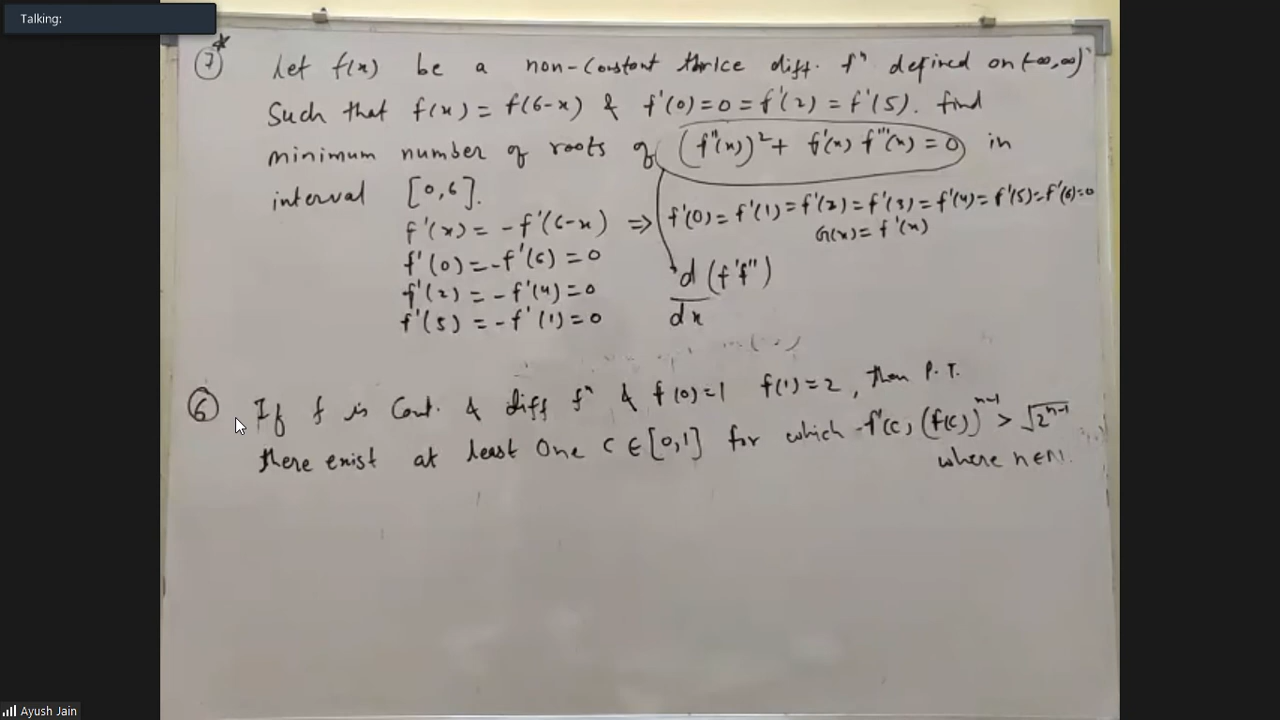 Talking:
7* Let f(x) be a non-constant thrice diff. fⁿ defined on (-∞,∞)
Such that f(x) = f(6-x) & f'(0)=0=f'(2)=f'(5). find
minimum number of roots of (f''(x))² + f'(x) f'''(x) = 0 in
interval [0,6].
f'(x) = -f'(6-x) ⇒ f'(0)=f'(1)=f'(2)=f'(3)=f'(4)=f'(5)=f'(6)=0
G(x)= f'(x)
f'(0) = -f'(6) = 0
f'(2) = -f'(4) = 0
f'(5) = -f'(1) = 0
d/dx (f'f'')
6 If f is Cont. & diff fⁿ & f(0)=1 f(1)=2, then P.T.
there exist at least One c ∈ [0,1] for which f'(c) (f(c))ⁿ⁻¹ > √2ⁿ⁻¹
where n∈N.
Ayush Jain